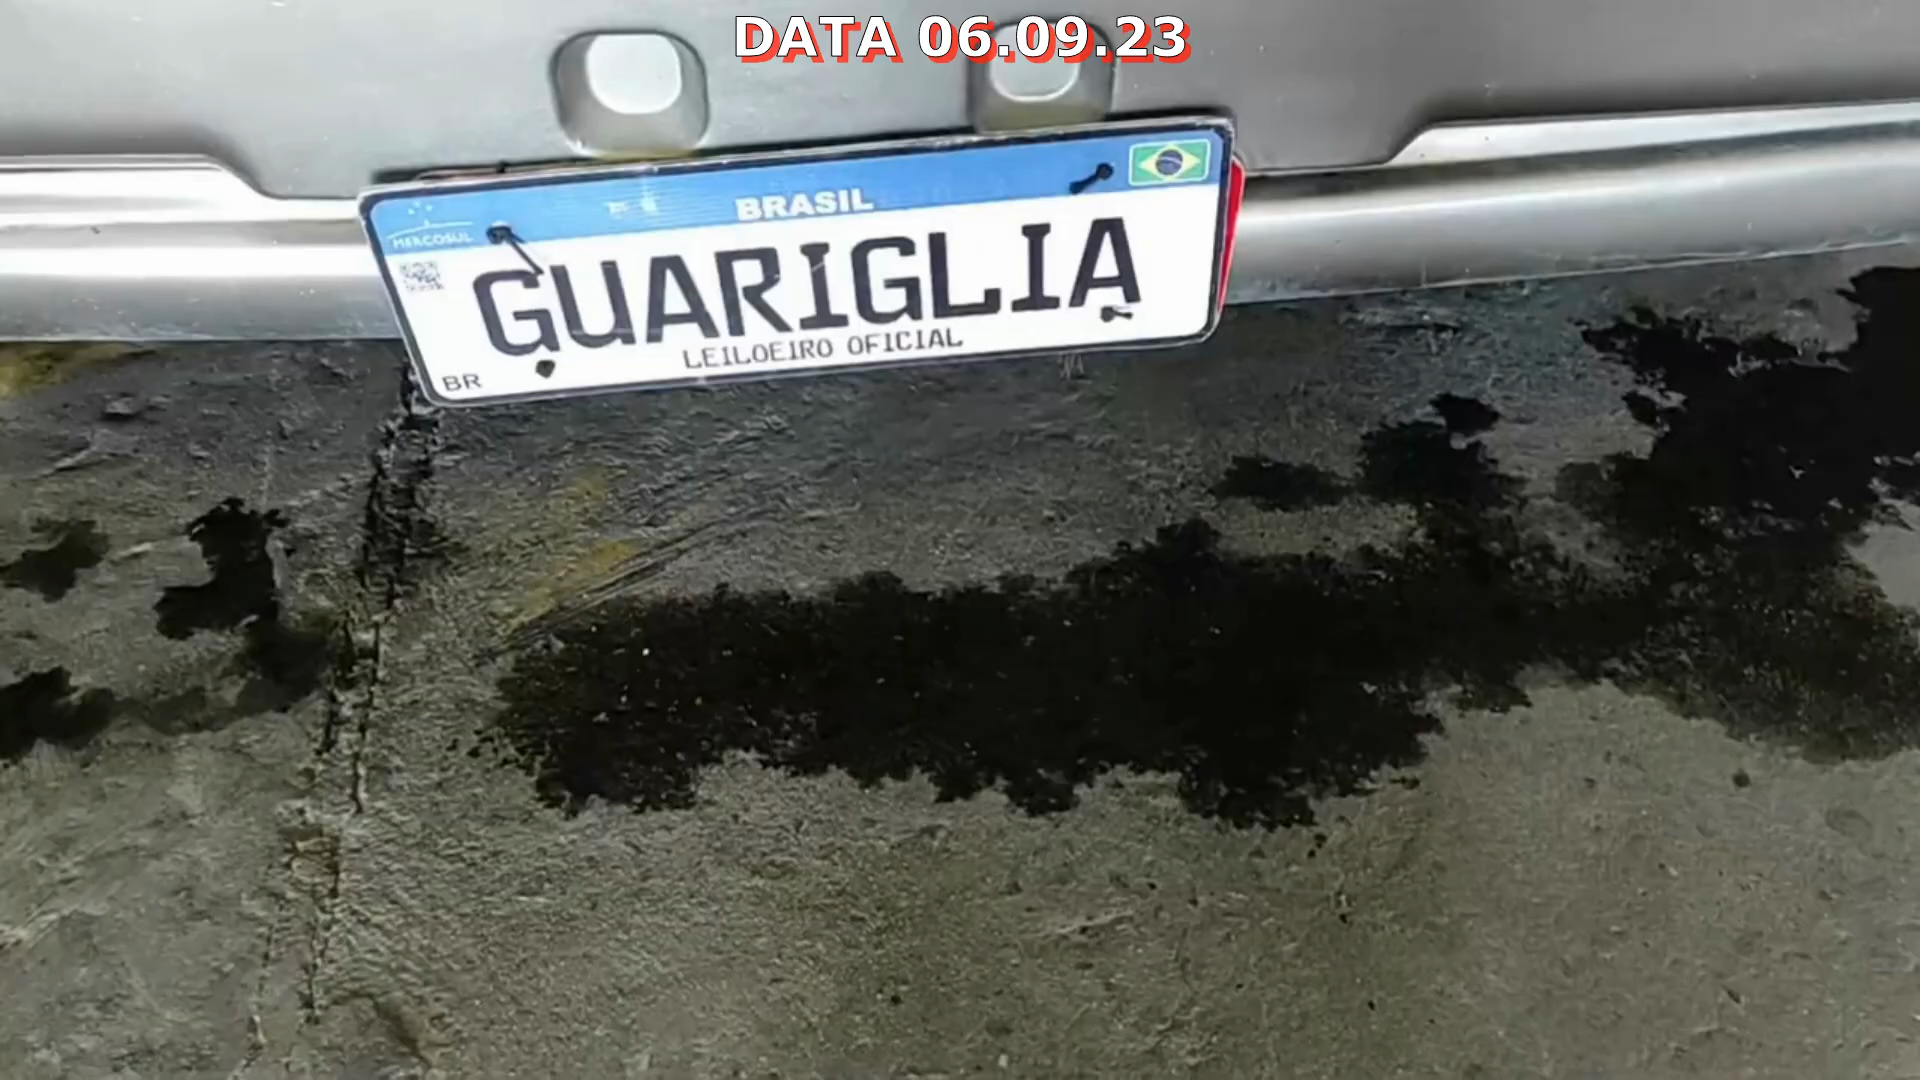 DATA 06.09.23
BRASIL
MERCOSUL
GUARIGLIA
LEILOEIRO OFICIAL
BR